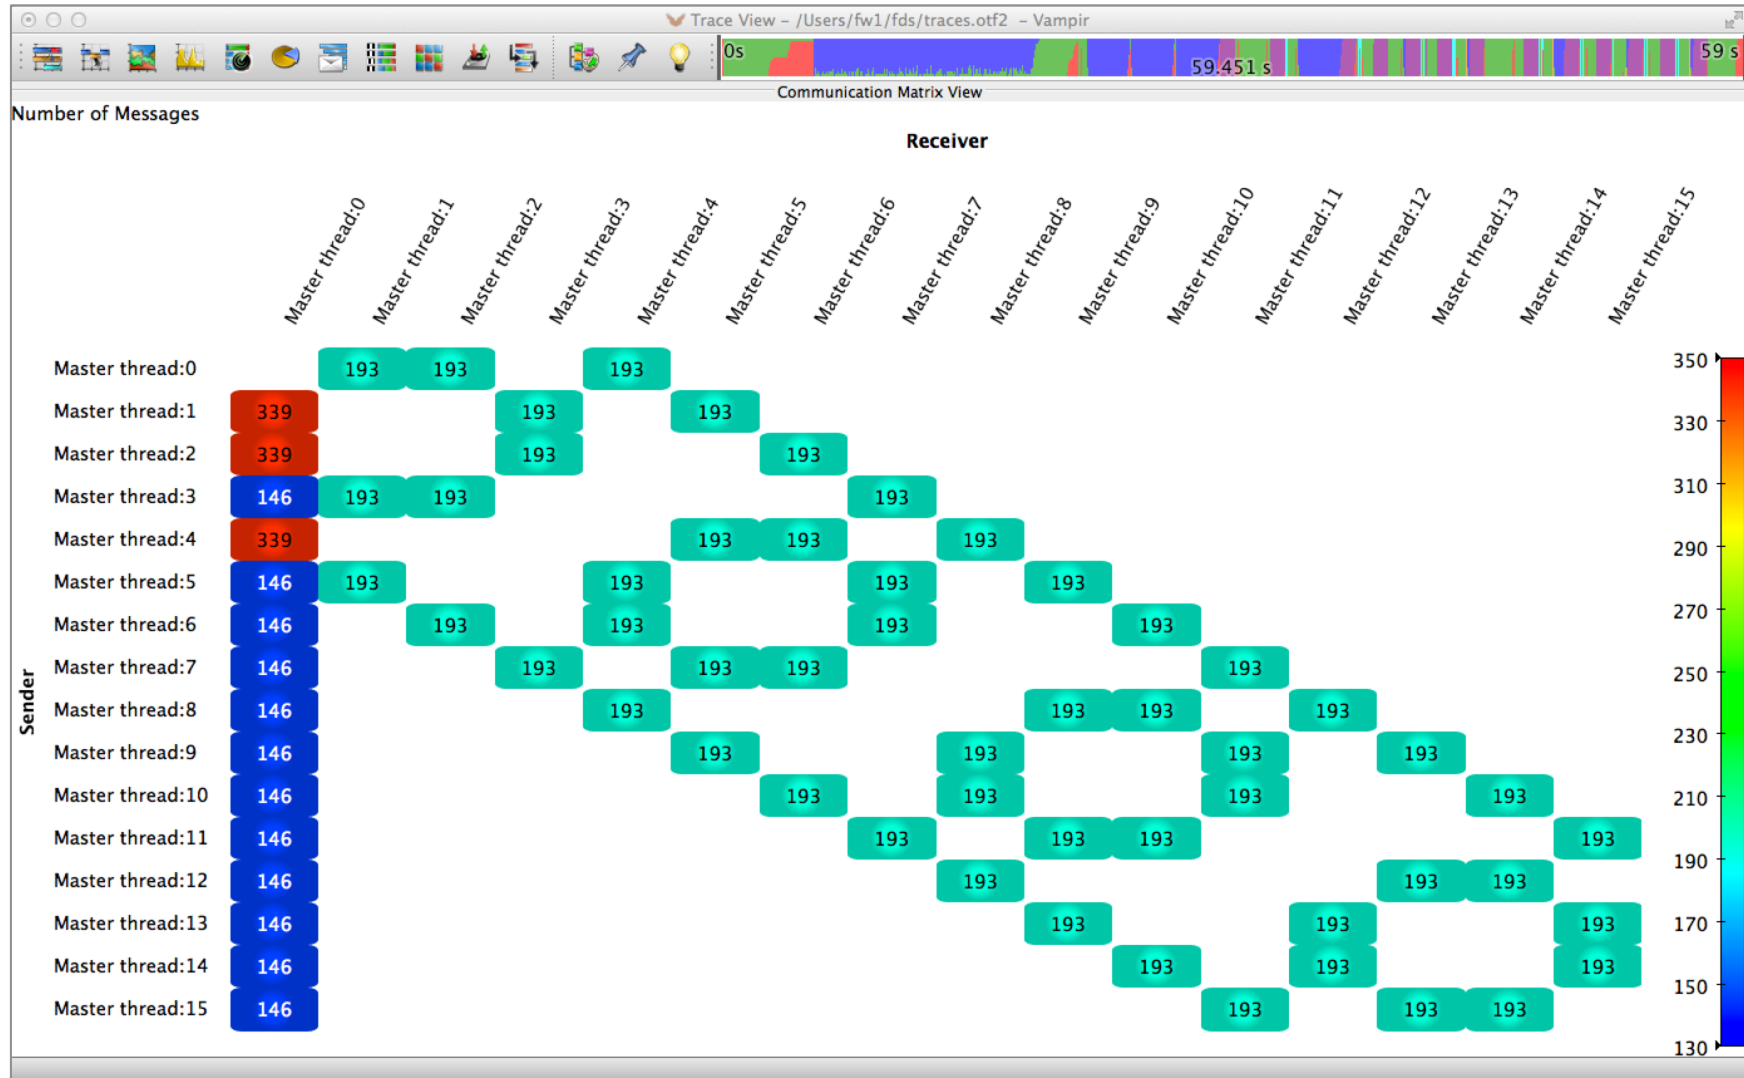 Trace View – /Users/fw1/fds/traces.otf2 – Vampir
0s 59.451 s 59 s
Communication Matrix View
Number of Messages
Receiver
Master thread:0 Master thread:1 Master thread:2 Master thread:3 Master thread:4 Master thread:5 Master thread:6 Master thread:7 Master thread:8 Master thread:9 Master thread:10 Master thread:11 Master thread:12 Master thread:13 Master thread:14 Master thread:15
Sender
Master thread:0 193 193 193
Master thread:1 339 193 193
Master thread:2 339 193 193
Master thread:3 146 193 193 193
Master thread:4 339 193 193 193
Master thread:5 146 193 193 193 193
Master thread:6 146 193 193 193 193
Master thread:7 146 193 193 193 193
Master thread:8 146 193 193 193 193
Master thread:9 146 193 193 193 193
Master thread:10 146 193 193 193 193
Master thread:11 146 193 193 193 193
Master thread:12 146 193 193 193
Master thread:13 146 193 193 193
Master thread:14 146 193 193 193
Master thread:15 146 193 193 193
350
330
310
290
270
250
230
210
190
170
150
130